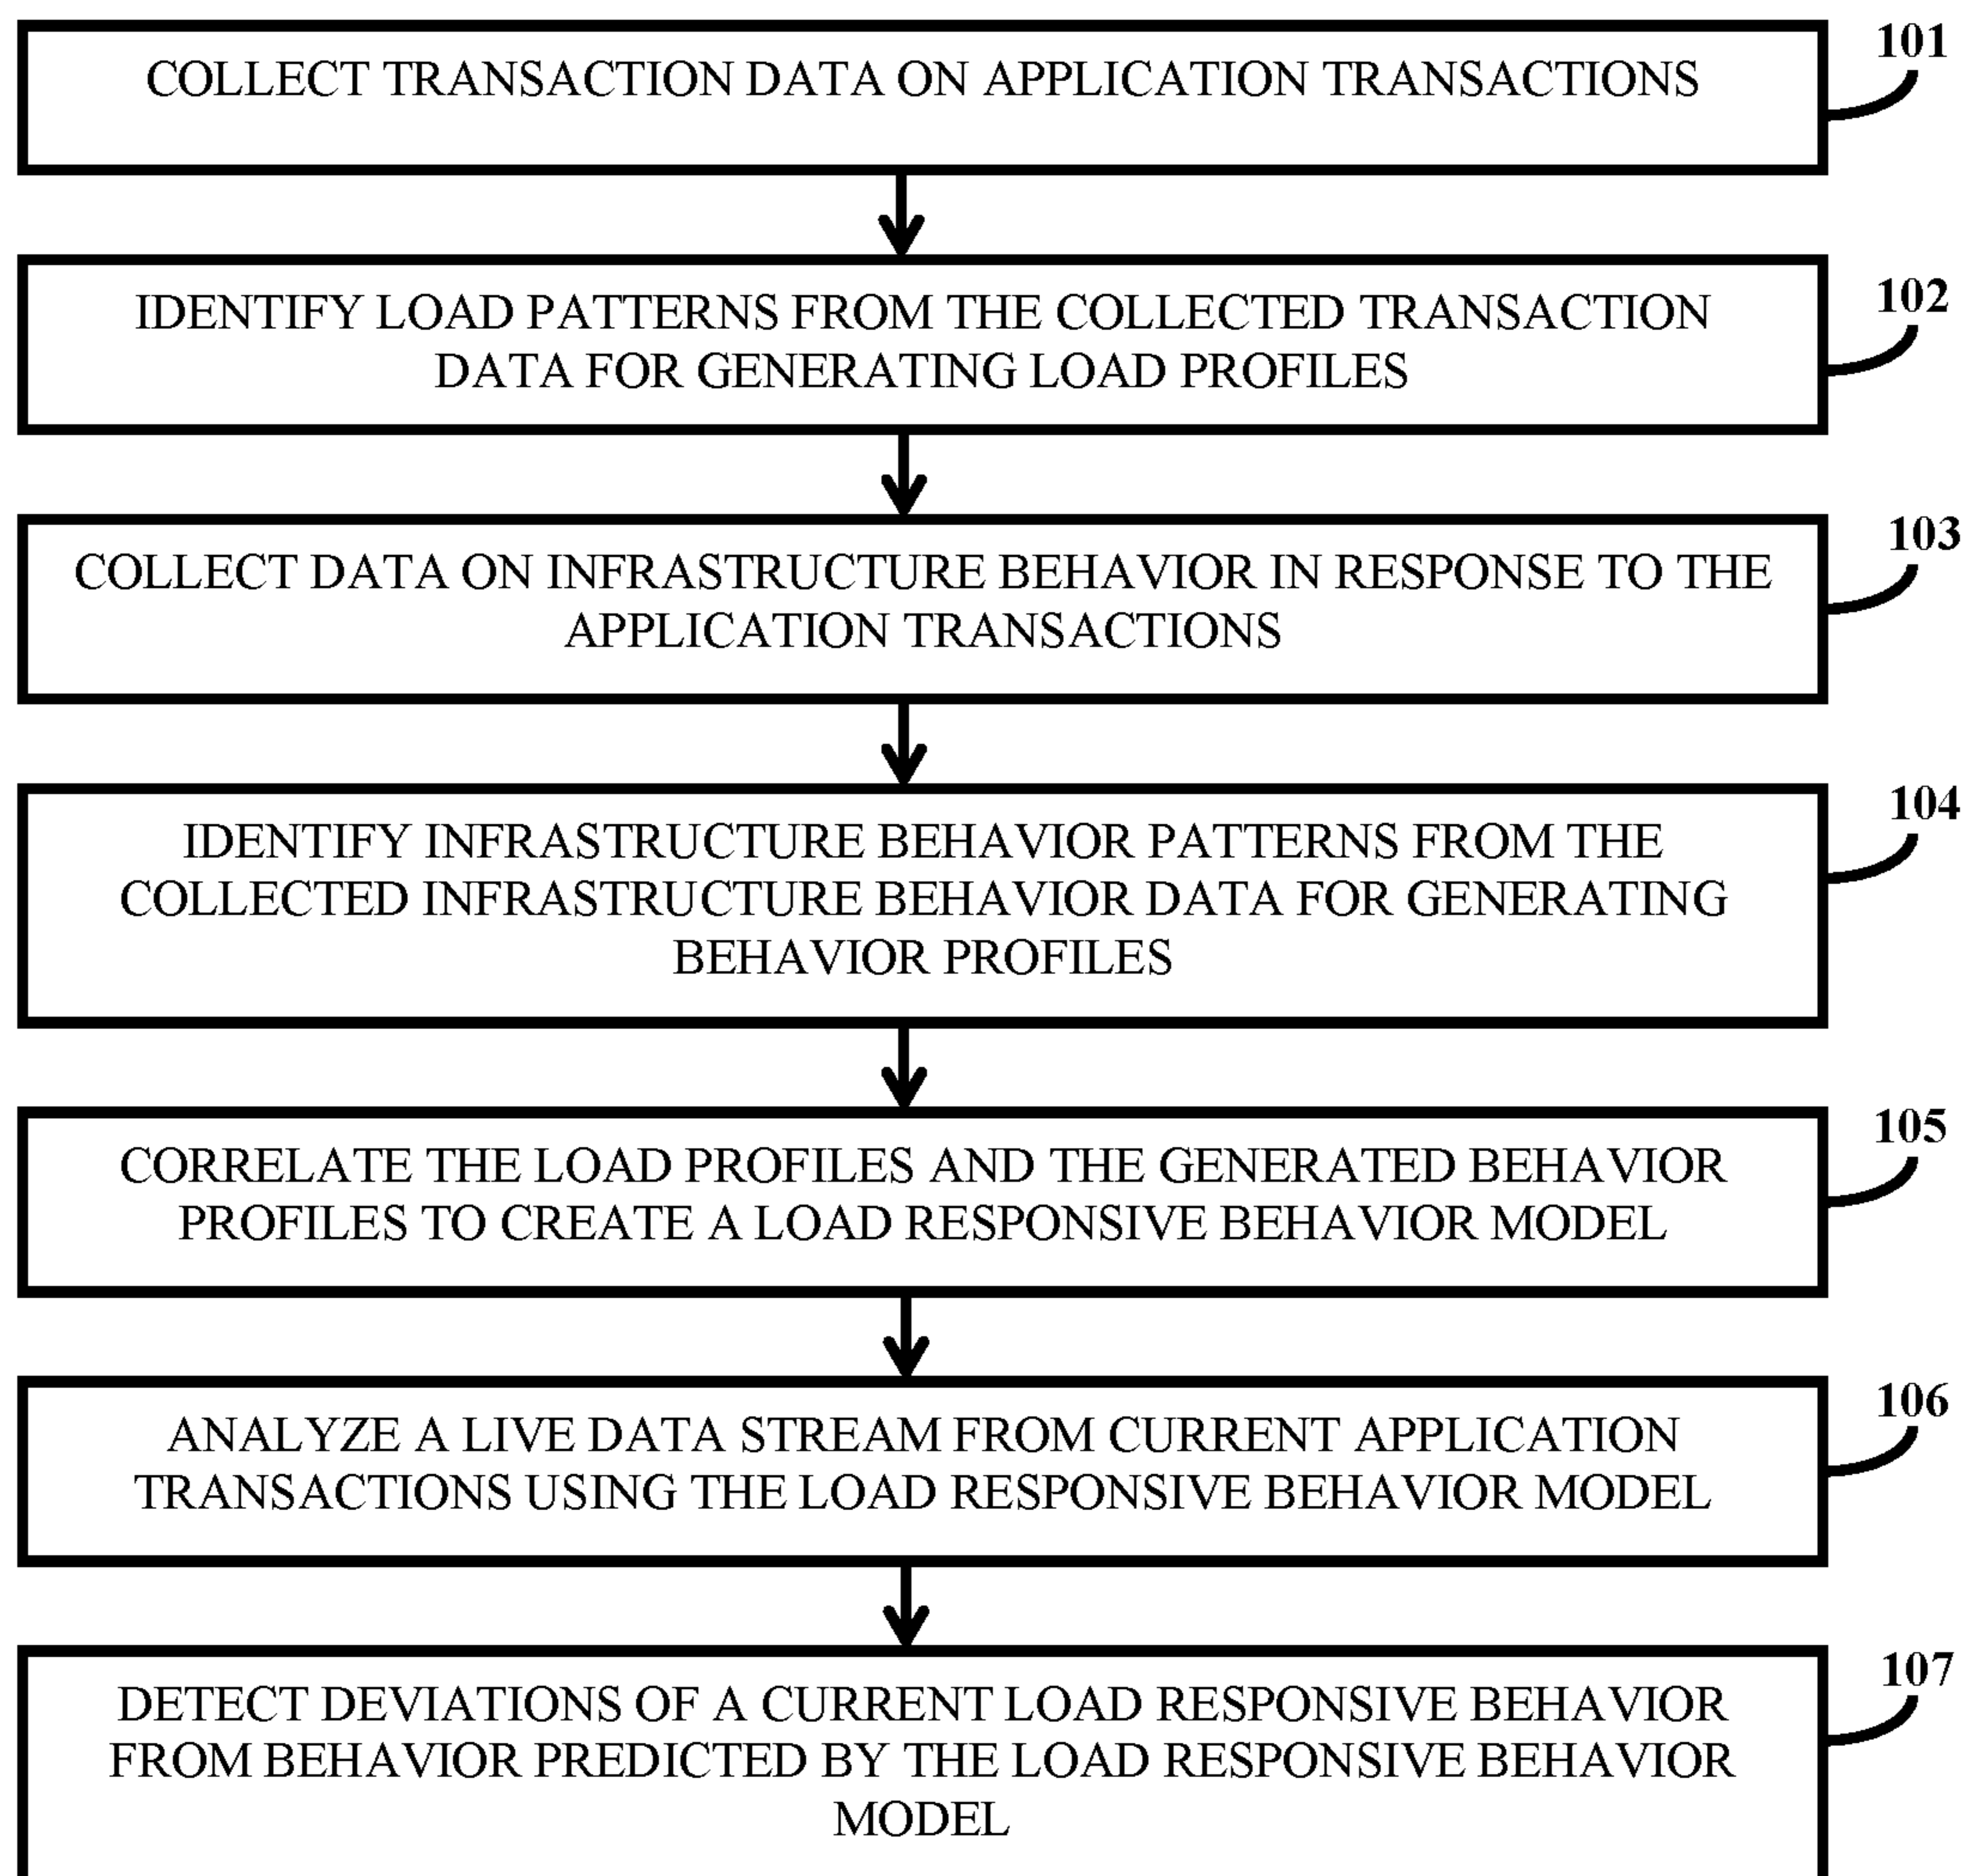 101
COLLECT TRANSACTION DATA ON APPLICATION TRANSACTIONS
102
IDENTIFY LOAD PATTERNS FROM THE COLLECTED TRANSACTION
DATA FOR GENERATING LOAD PROFILES
103
COLLECT DATA ON INFRASTRUCTURE BEHAVIOR IN RESPONSE TO THE
APPLICATION TRANSACTIONS
104
IDENTIFY INFRASTRUCTURE BEHAVIOR PATTERNS FROM THE
COLLECTED INFRASTRUCTURE BEHAVIOR DATA FOR GENERATING
BEHAVIOR PROFILES
105
CORRELATE THE LOAD PROFILES AND THE GENERATED BEHAVIOR
PROFILES TO CREATE A LOAD RESPONSIVE BEHAVIOR MODEL
106
ANALYZE A LIVE DATA STREAM FROM CURRENT APPLICATION
TRANSACTIONS USING THE LOAD RESPONSIVE BEHAVIOR MODEL
107
DETECT DEVIATIONS OF A CURRENT LOAD RESPONSIVE BEHAVIOR
FROM BEHAVIOR PREDICTED BY THE LOAD RESPONSIVE BEHAVIOR
MODEL